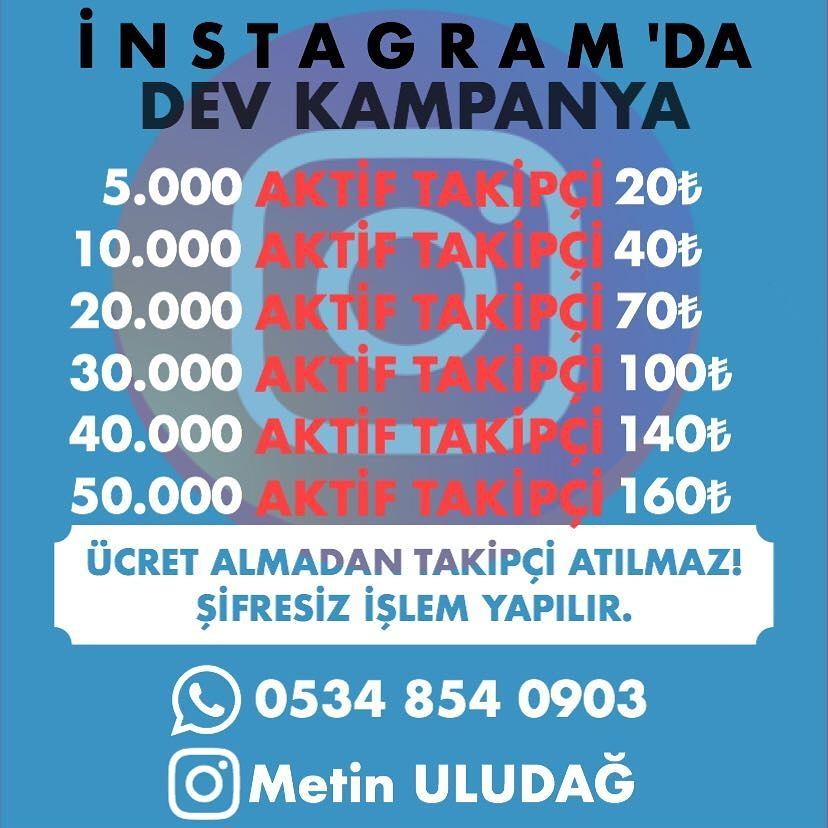 İNSTAGRAM'DA
DEV KAMPANYA
5.000 AKTİF TAKİPÇİ 20₺
10.000 AKTİF TAKİPÇİ 40₺
20.000 AKTİF TAKİPÇİ 70₺
30.000 AKTİF TAKİPÇİ 100₺
40.000 AKTİF TAKİPÇİ 140₺
50.000 AKTİF TAKİPÇİ 160₺
ÜCRET ALMADAN TAKİPÇİ ATILMAZ!
ŞİFRESİZ İŞLEM YAPILIR.
0534 854 0903
Metin ULUDAĞ